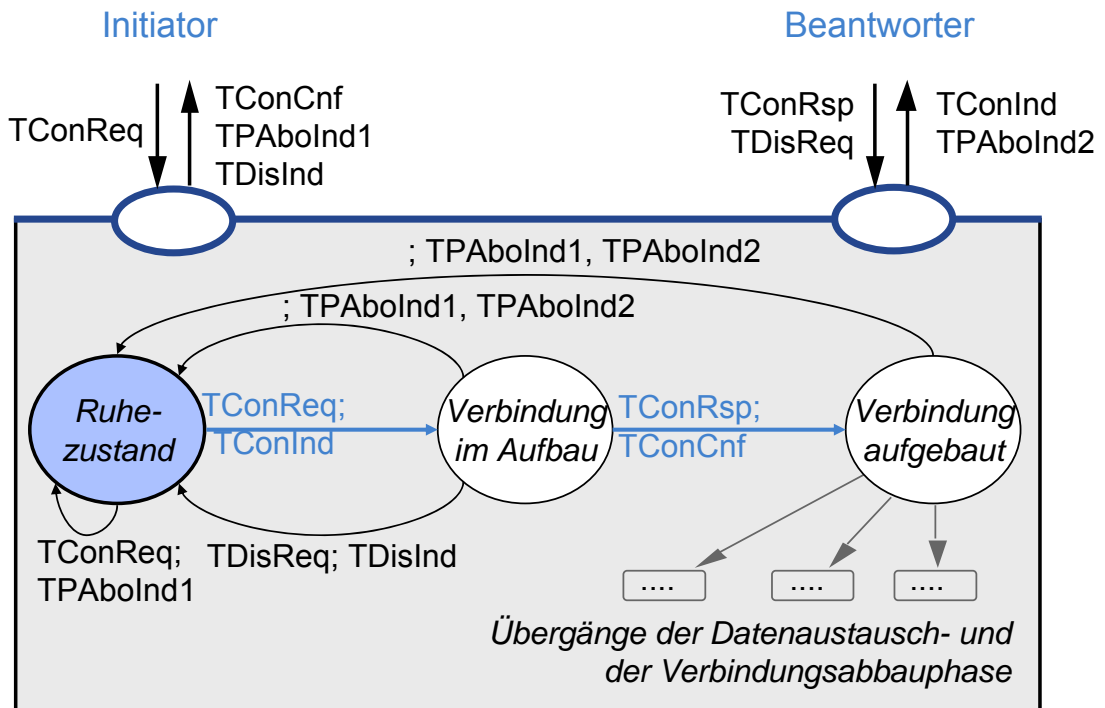 Initiator
Beantworter
TConReq
TConCnf
TPAboInd1
TDisInd
TConRsp
TDisReq
TConInd
TPAboInd2
; TPAboInd1, TPAboInd2
; TPAboInd1, TPAboInd2
Ruhe-
zustand
TConReq;
TConInd
Verbindung
im Aufbau
TConRsp;
TConCnf
Verbindung
aufgebaut
TConReq;
TPAboInd1
TDisReq; TDisInd
....
....
....
Übergänge der Datenaustausch- und
der Verbindungsabbauphase